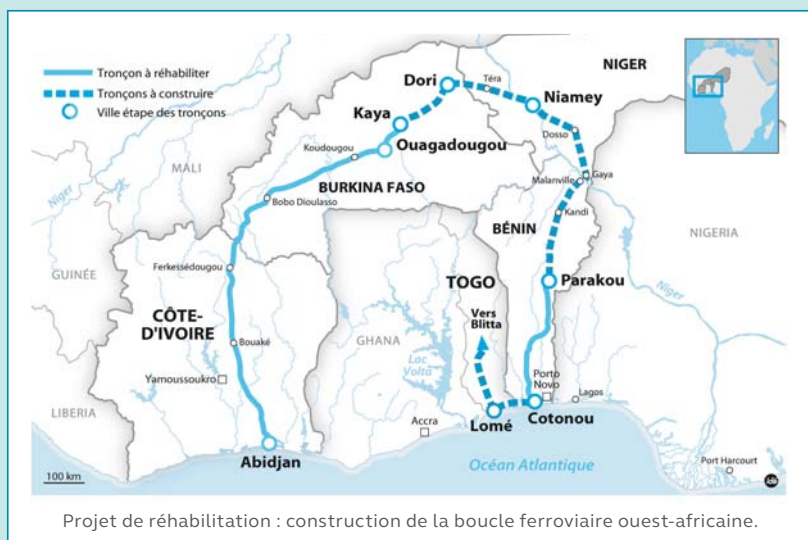 Tronçon à réhabiliter
Tronçons à construire
Ville étape des tronçons
NIGER
Dori
Téra
Niamey
Kaya
Dosso
Koudougou
Ouagadougou
MALI
Niger
BURKINA FASO
Malanville
Gaya
Bobo Dioulasso
Kandi
BÉNIN
NIGERIA
GUINÉE
Ferkessédougou
TOGO
Parakou
Niger
CÔTE-
D'IVOIRE
Vers
Blitta
GHANA
Bouaké
Lac
Volta
Porto
Novo
Yamoussoukro
Lagos
LIBERIA
Accra
Lomé
Cotonou
Abidjan
Océan Atlantique
Port Harcourt
100 km
idé
Projet de réhabilitation : construction de la boucle ferroviaire ouest-africaine.